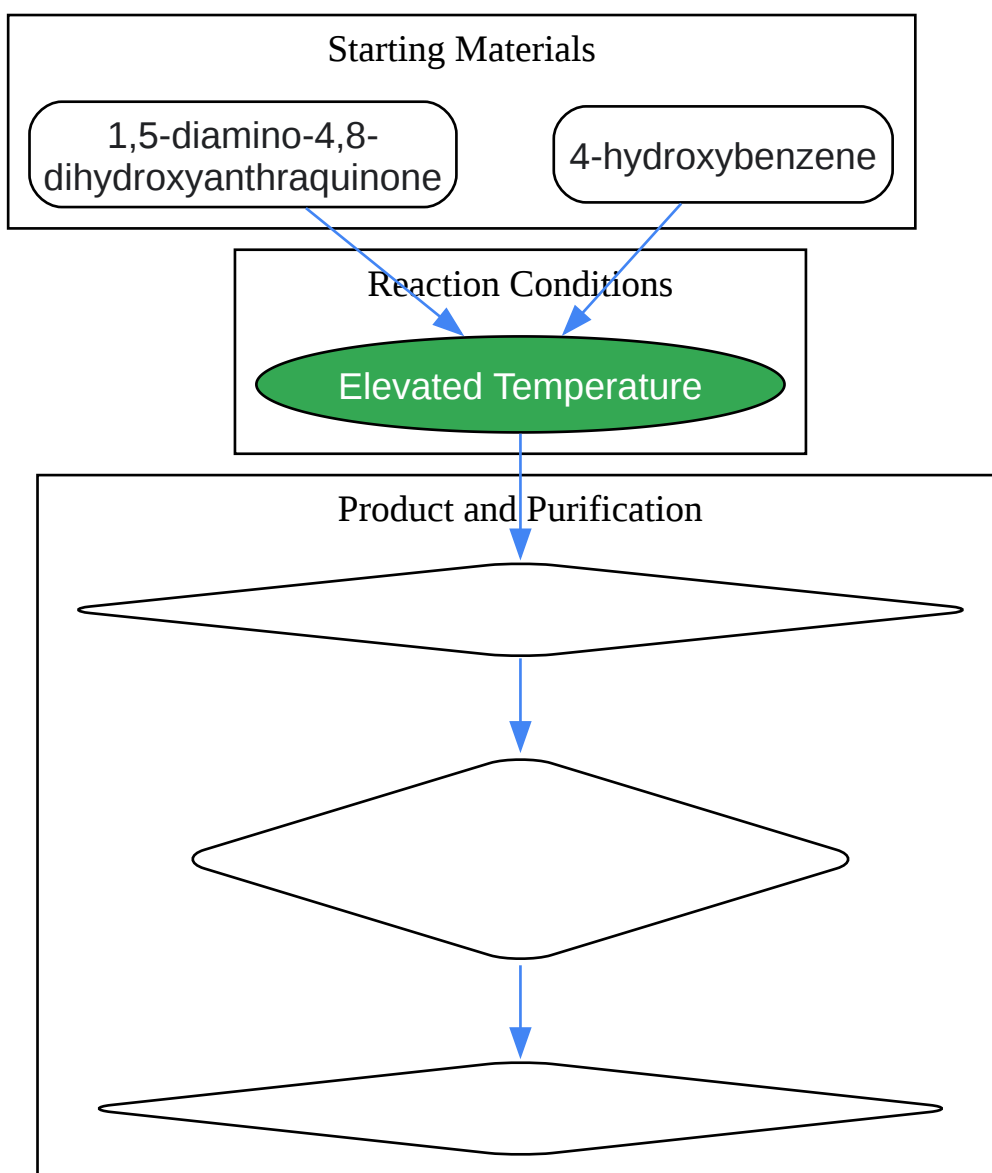 Starting Materials
1,5-diamino-4,8-
dihydroxyanthraquinone
4-hydroxybenzene
Reaction Conditions
Elevated Temperature
Product and Purification